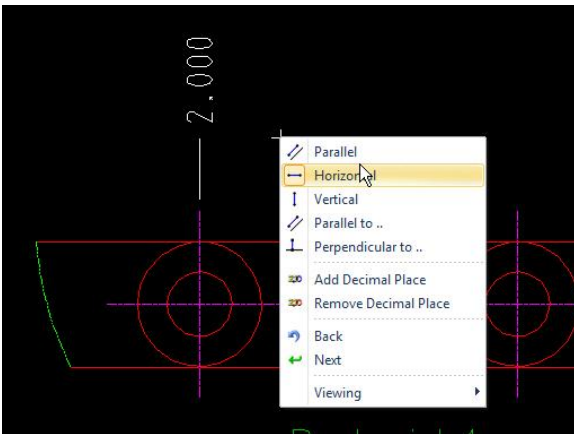 2.000
Parallel
Horizontal
Vertical
Parallel to ..
Perpendicular to ..
Add Decimal Place
Remove Decimal Place
Back
Next
Viewing